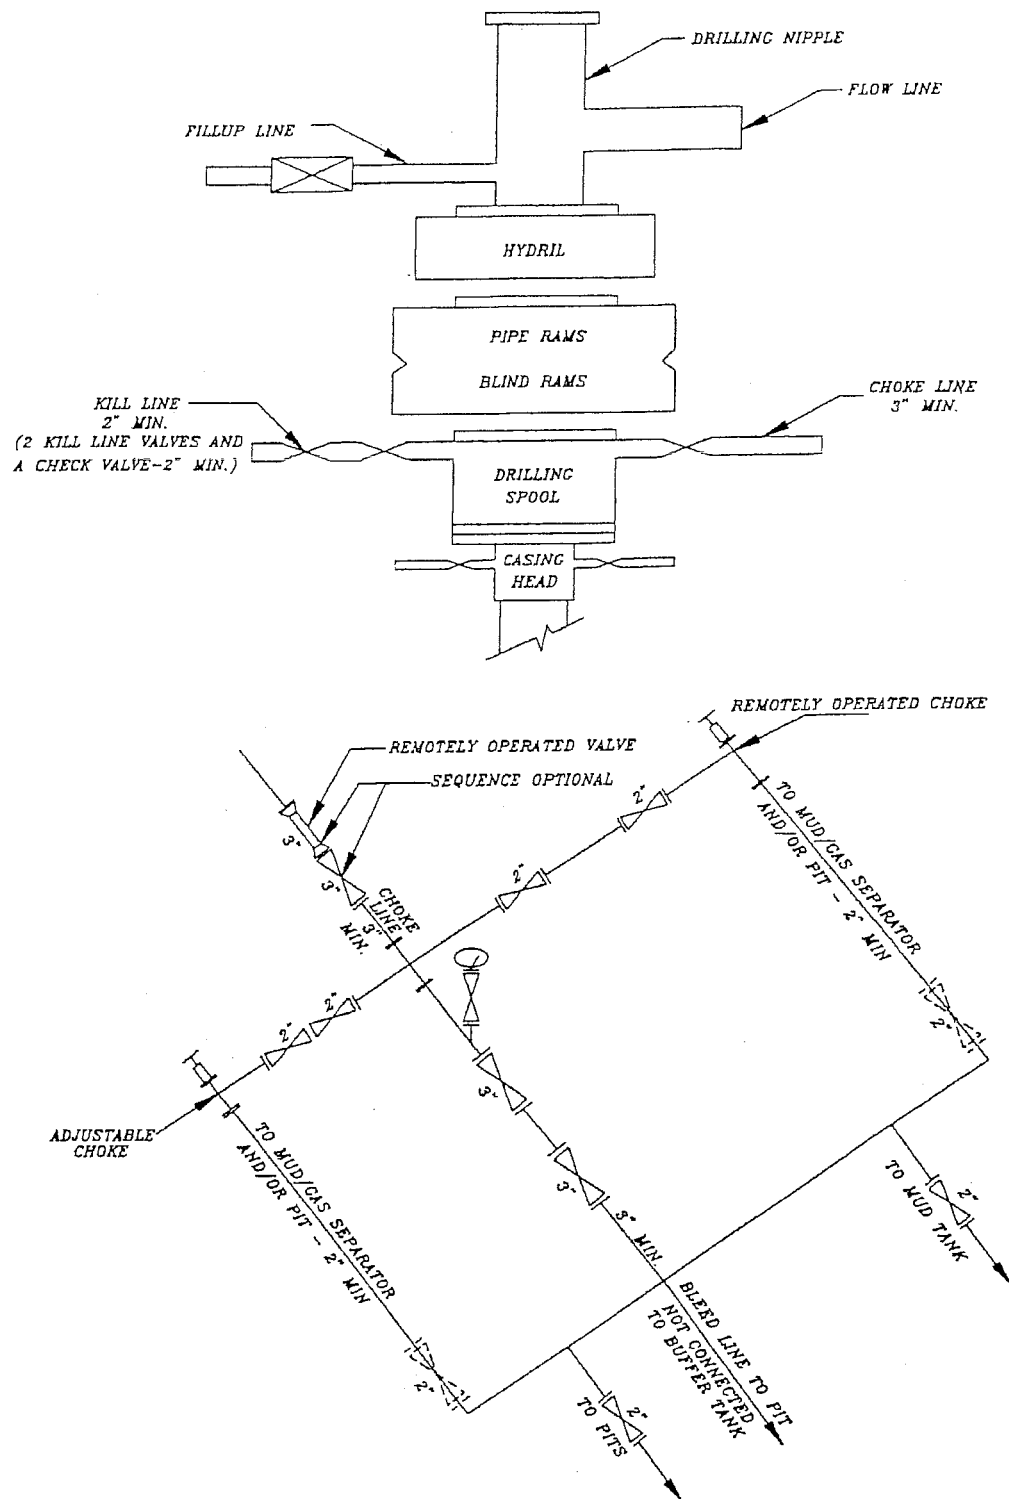 DRILLING NIPPLE
FLOW LINE
FILLUP LINE
HYDRIL
PIPE RAMS
BLIND RAMS
CHOKE LINE
3" MIN.
KILL LINE
2" MIN.
(2 KILL LINE VALVES AND
A CHECK VALVE-2" MIN.)
DRILLING
SPOOL
CASING
HEAD
REMOTELY OPERATED CHOKE
REMOTELY OPERATED VALVE
SEQUENCE OPTIONAL
3"
3"
CHOKE
LINE
3"
MIN.
2"
2"
TO MUD/GAS SEPARATOR
AND/OR PIT - 2" MIN
2"
2"
2"
ADJUSTABLE
CHOKE
TO MUD/GAS SEPARATOR
AND/OR PIT - 2" MIN
2"
3"
3"
3" MIN.
BLEED LINE TO PIT
NOT CONNECTED
TO BUFFER TANK
2"
TO MUD TANK
2"
TO PITS